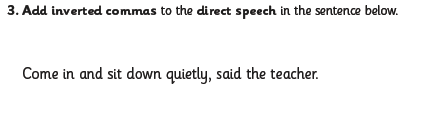 3. Add inverted commas to the direct speech in the sentence below.
Come in and sit down quietly, said the teacher.